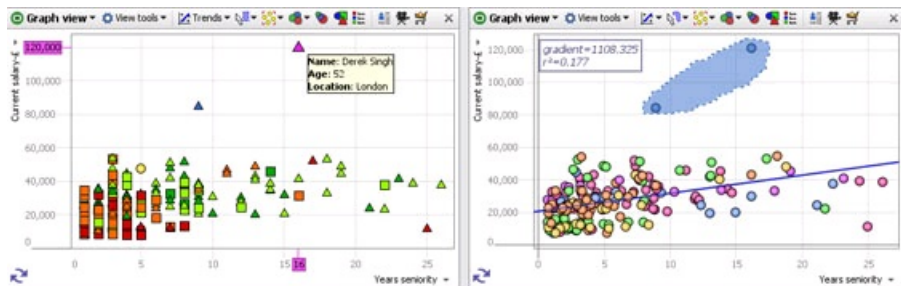 Graph view
View tools
Trends
Current salary-£
120,000
100,000
80,000
60,000
40,000
20,000
0
Name: Derek Singh
Age: 52
Location: London
0
5
10
15
16
20
25
Years seniority
Graph view
View tools
Current salary-£
120,000
100,000
80,000
60,000
40,000
20,000
0
gradient=1108.325
r²=0.177
0
5
10
15
20
25
Years seniority